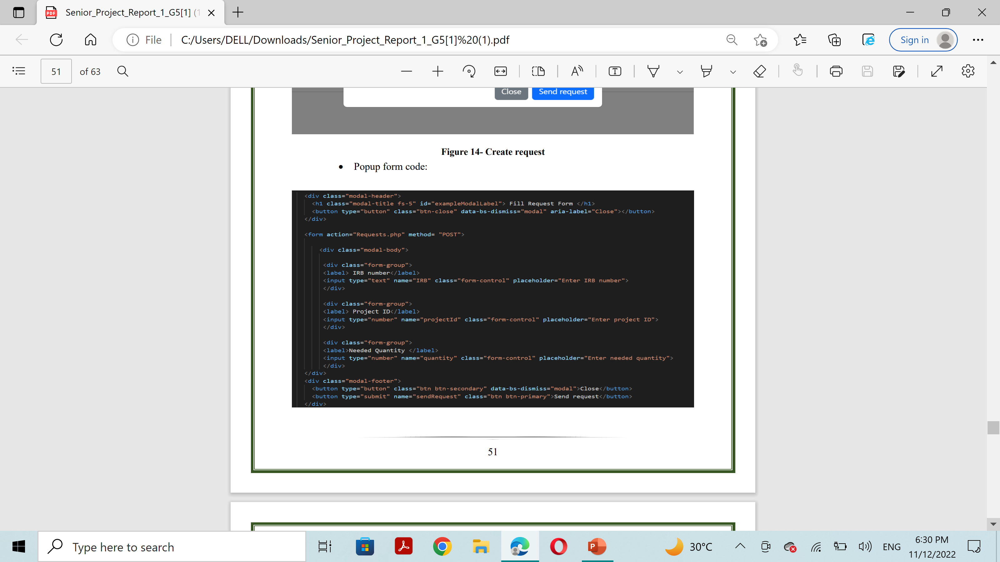 Senior_Project_Report_1_G5[1] (1
File
C:/Users/DELL/Downloads/Senior_Project_Report_1_G5[1]%20(1).pdf
Sign in
51 of 63
Close Send request
Figure 14- Create request
• Popup form code:
<div class="modal-header">
<h1 class="modal-title fs-5" id="exampleModalLabel"> Fill Request Form </h1>
<button type="button" class="btn-close" data-bs-dismiss="modal" aria-label="Close"></button>
</div>
<form action="Requests.php" method= "POST">
<div class="modal-body">
<div class="form-group">
<label> IRB number</label>
<input type="text" name="IRB" class="form-control" placeholder="Enter IRB number">
</div>
<div class="form-group">
<label> Project ID</label>
<input type="number" name="projectId" class="form-control" placeholder="Enter project ID">
</div>
<div class="form-group">
<label>Needed Quantity </label>
<input type="number" name="quantity" class="form-control" placeholder="Enter needed quantity">
</div>
</div>
<div class="modal-footer">
<button type="button" class="btn btn-secondary" data-bs-dismiss="modal">Close</button>
<button type="submit" name="sendRequest" class="btn btn-primary">Send request</button>
</div>
51
Type here to search
30°C
ENG
6:30 PM
11/12/2022